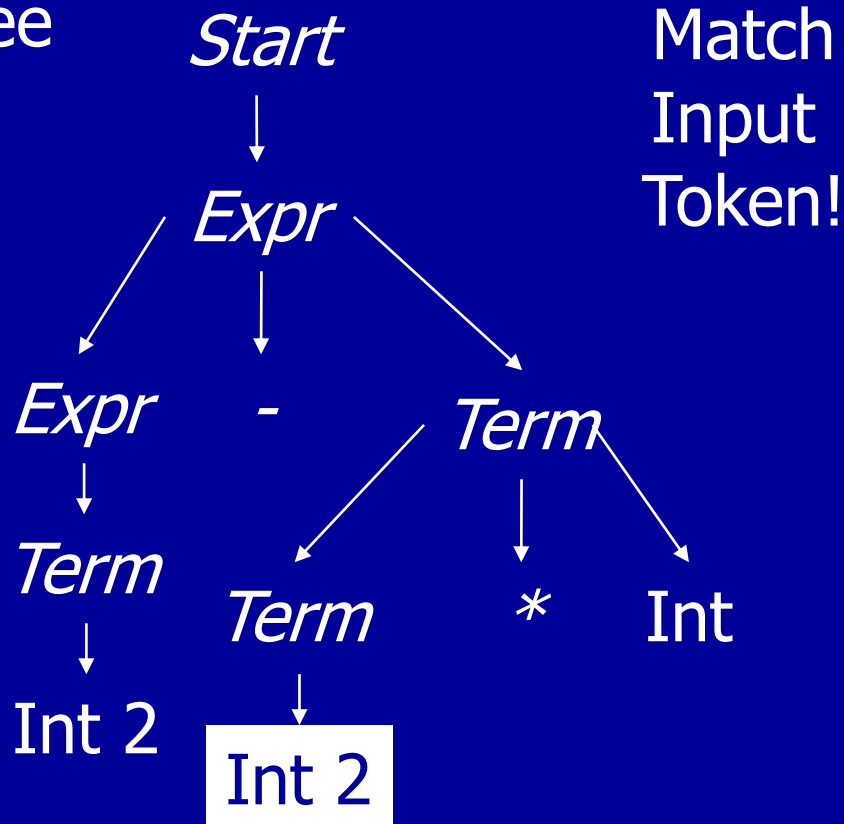 ee
Start
Match
Input
Token!
Expr
Expr
-
Term
Term
Term
*
Int
Int 2
Int 2